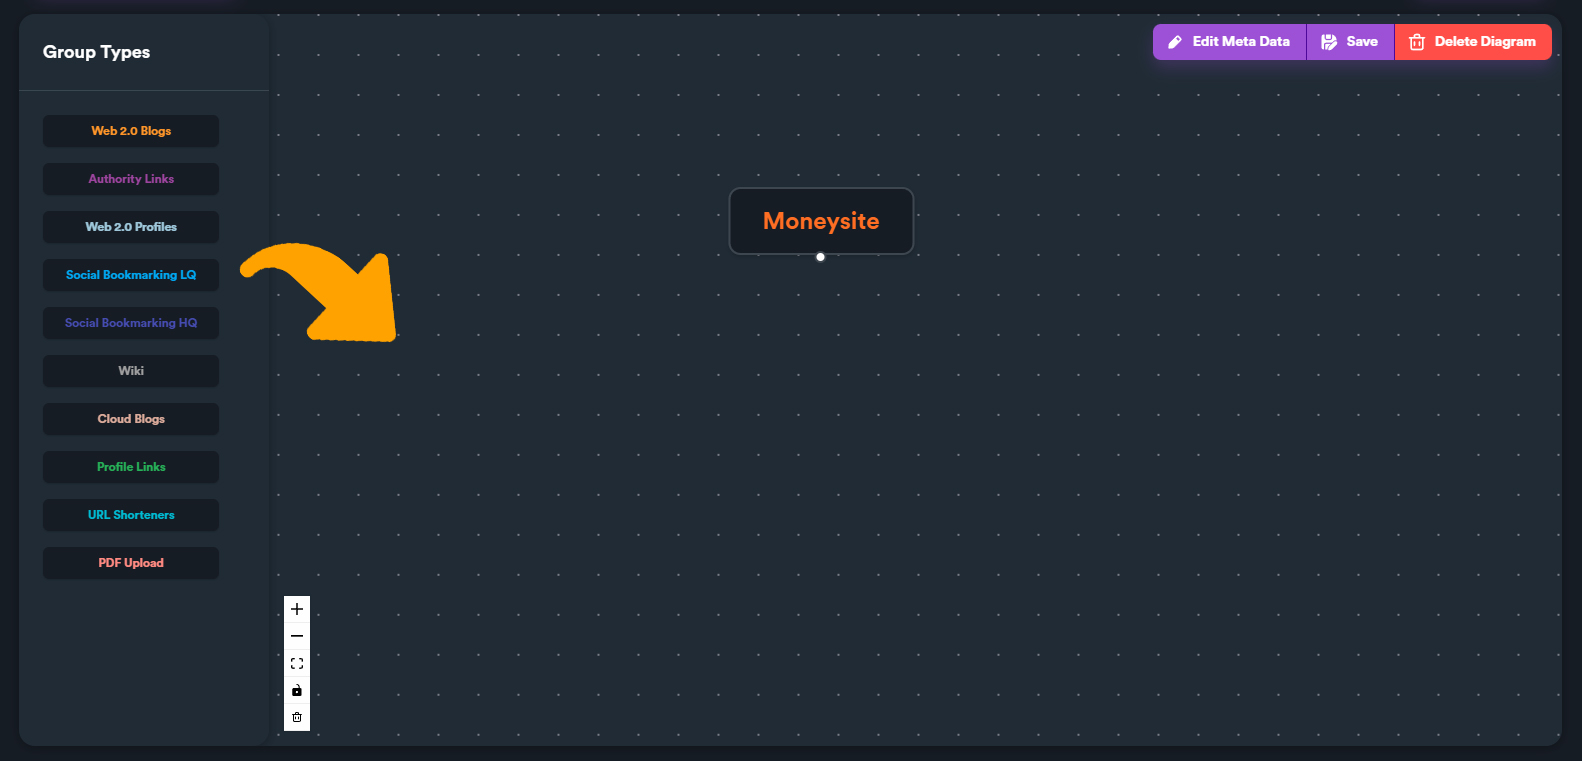 Group Types
Edit Meta Data
Save
Delete Diagram
Web 2.0 Blogs
Authority Links
Web 2.0 Profiles
Social Bookmarking LQ
Social Bookmarking HQ
Wiki
Cloud Blogs
Profile Links
URL Shorteners
PDF Upload
Moneysite